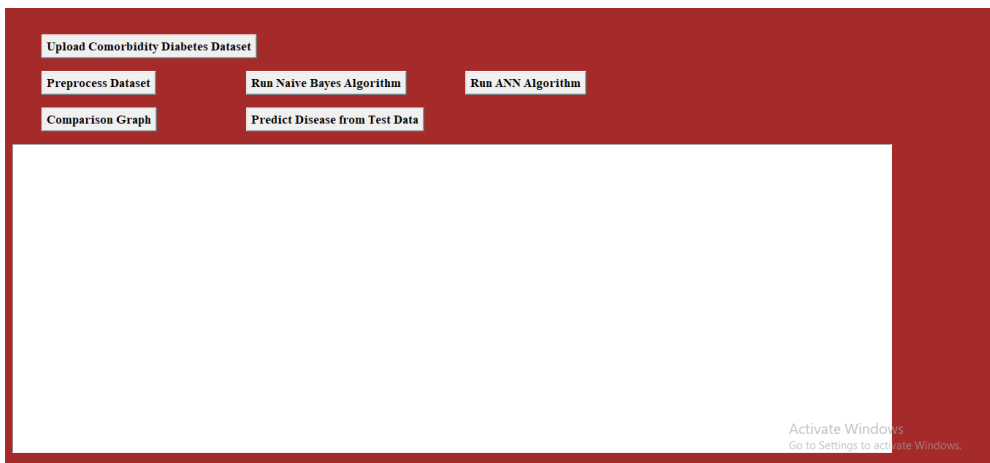 Upload Comorbidity Diabetes Dataset
Preprocess Dataset
Run Naive Bayes Algorithm
Run ANN Algorithm
Comparison Graph
Predict Disease from Test Data
Activate Windows
Go to Settings to activate Windows.